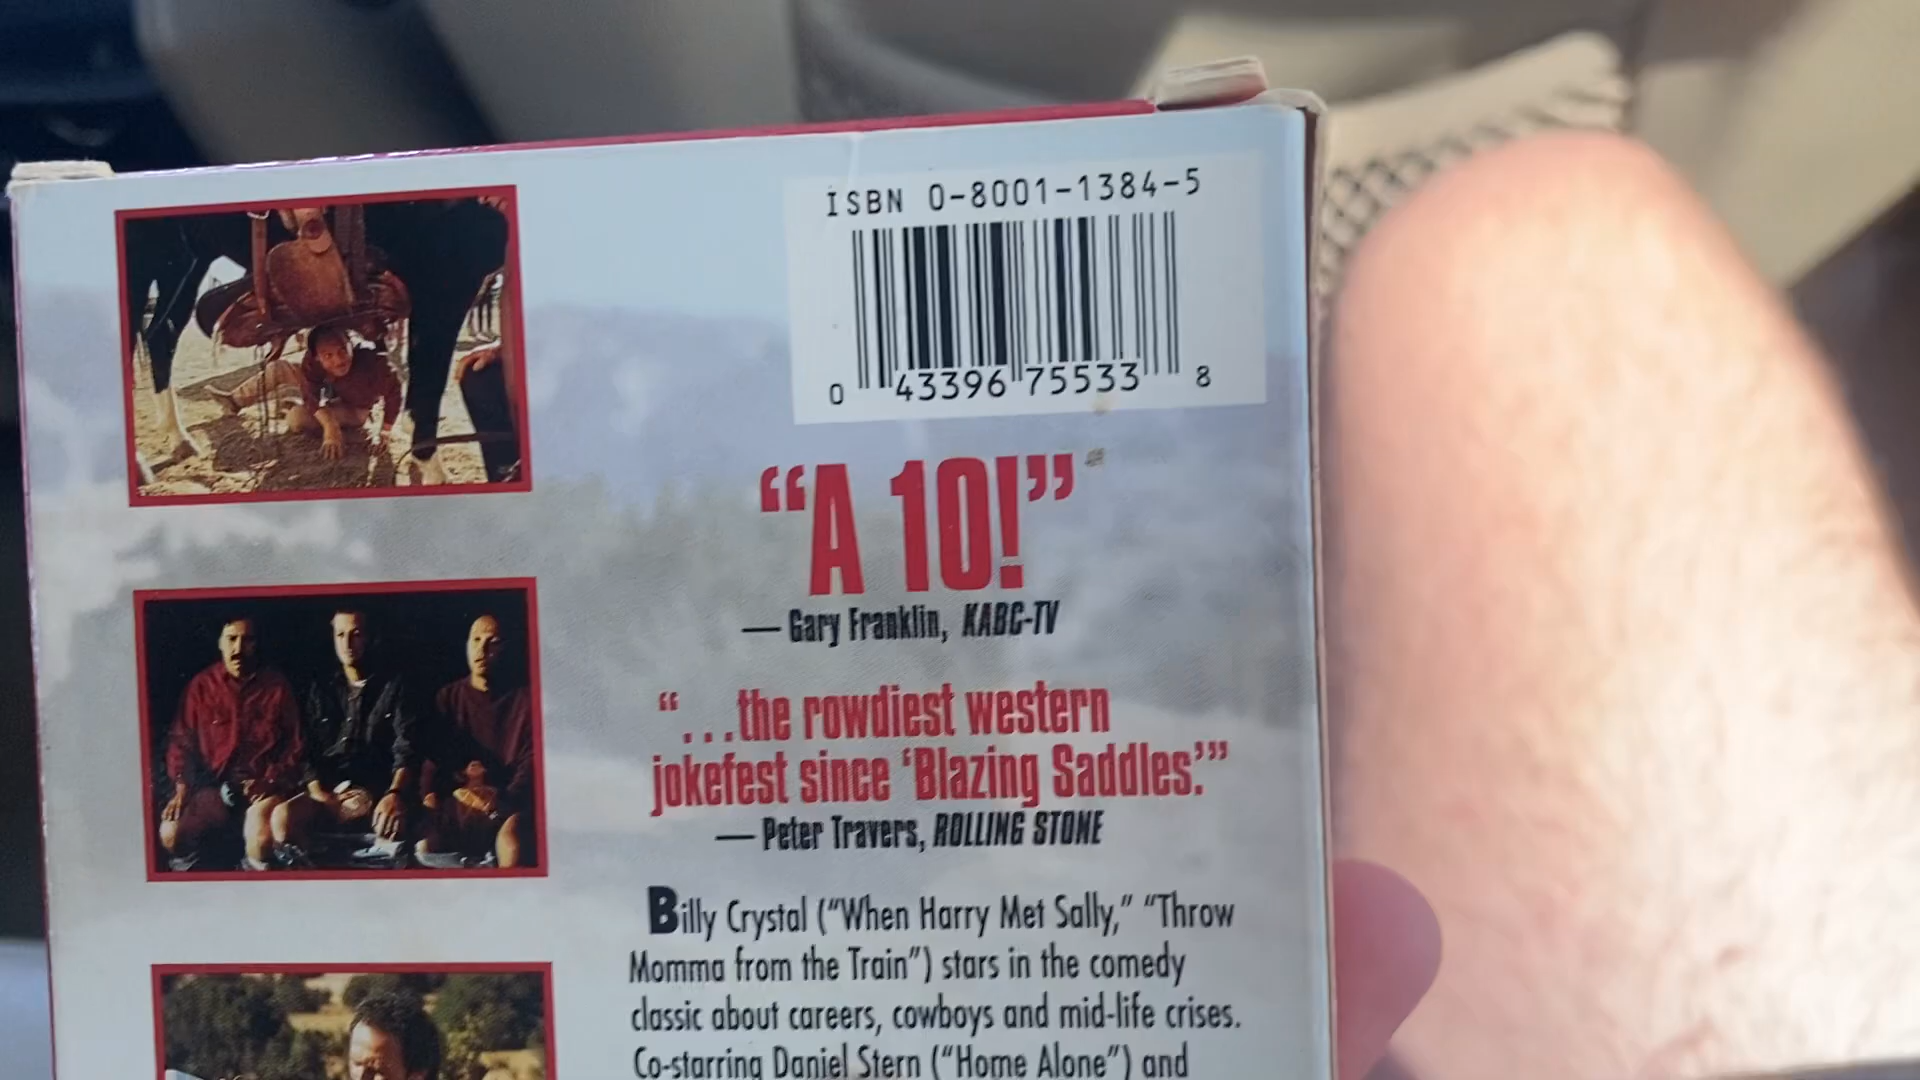 ISBN 0-8001-1384-5
0 43396 75533 8
“A 10!”
— Gary Franklin, KABC-TV
“...the rowdiest western
jokefest since ‘Blazing Saddles.’”
— Peter Travers, ROLLING STONE
Billy Crystal (“When Harry Met Sally,” “Throw
Momma from the Train”) stars in the comedy
classic about careers, cowboys and mid-life crises.
Co-starring Daniel Stern (“Home Alone”) and